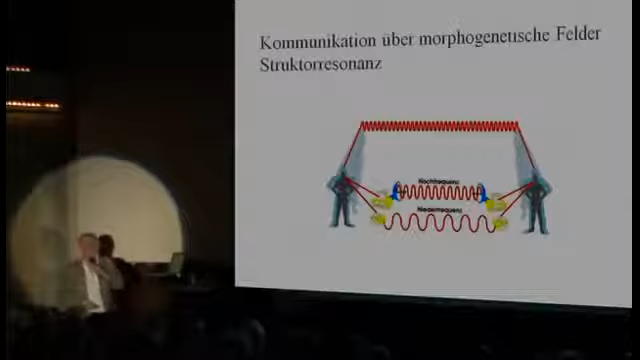 Kommunikation über morphogenetische Felder
Struktorresonanz
Hochfrequenz
Niederfrequenz